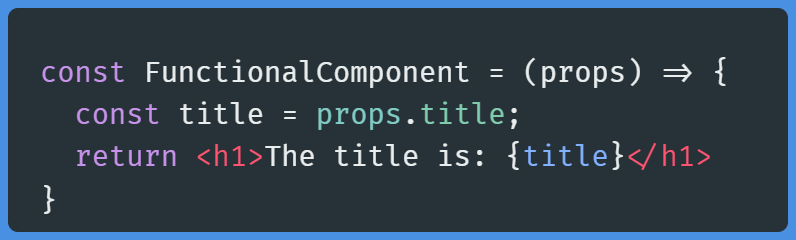 const FunctionalComponent = (props) => {
  const title = props.title;
  return <h1>The title is: {title}</h1>
}